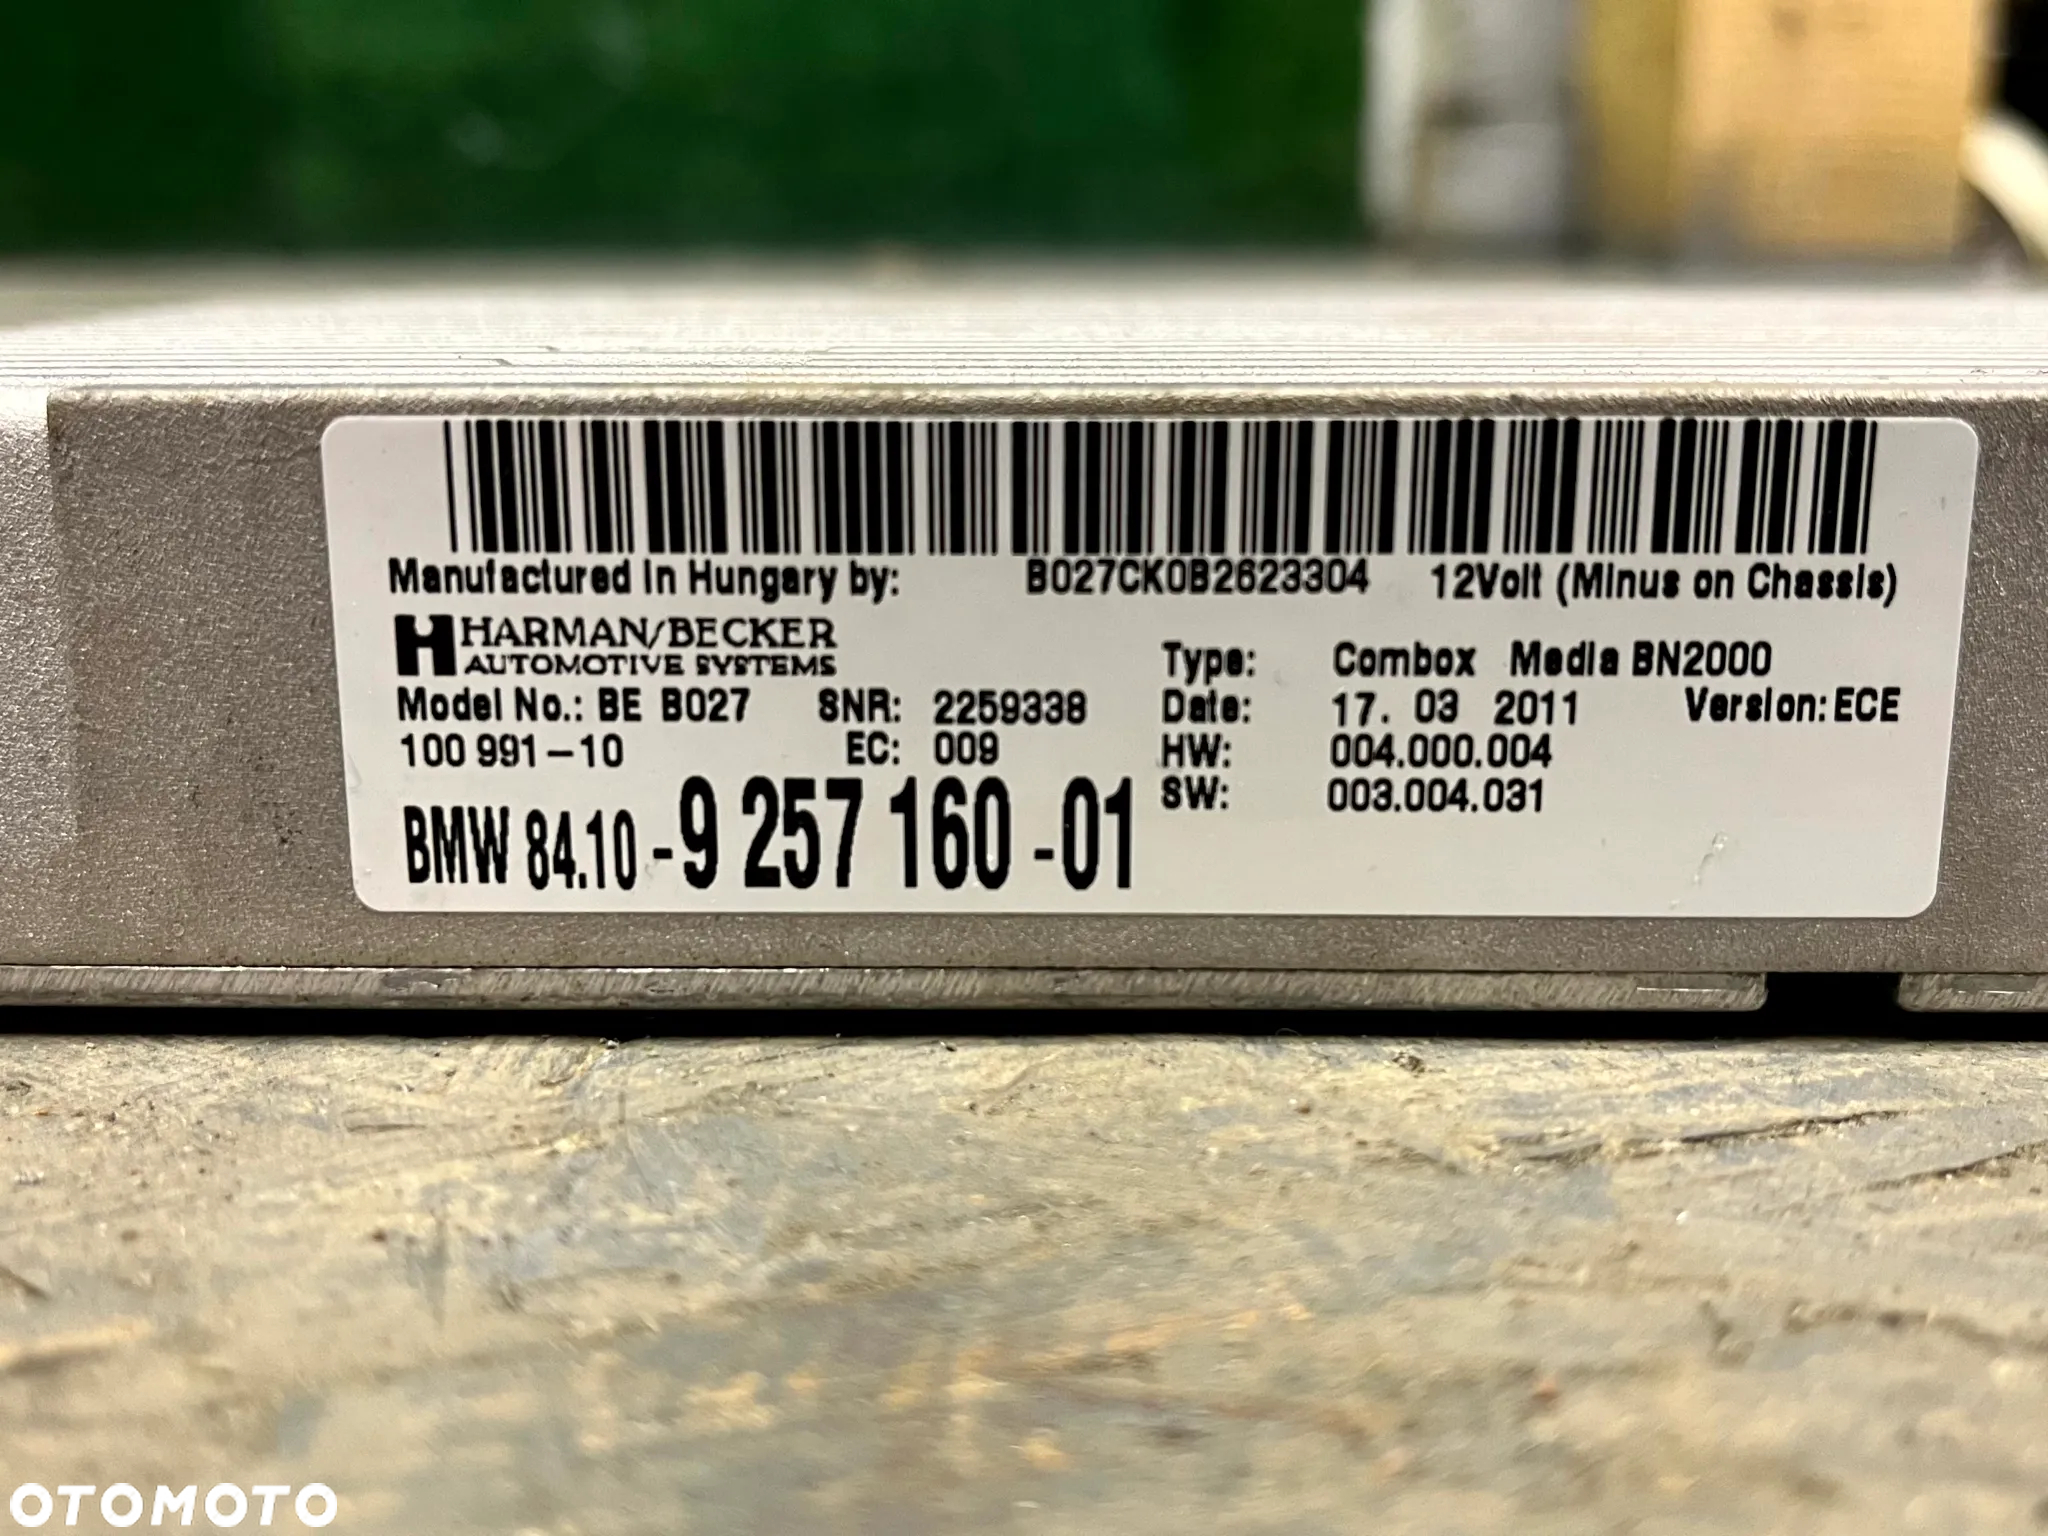 Manufactured in Hungary by: B027CK0B2623304 12Volt (Minus on Chassis)
HARMAN/BECKER
AUTOMOTIVE SYSTEMS
Type: Combox Media BN2000
Model No.: BE B027 SNR: 2259338 Date: 17. 03 2011 Version: ECE
100 991-10 EC: 009 HW: 004.000.004
SW: 003.004.031
BMW 84.10 -9 257 160 -01
OTOMOTO